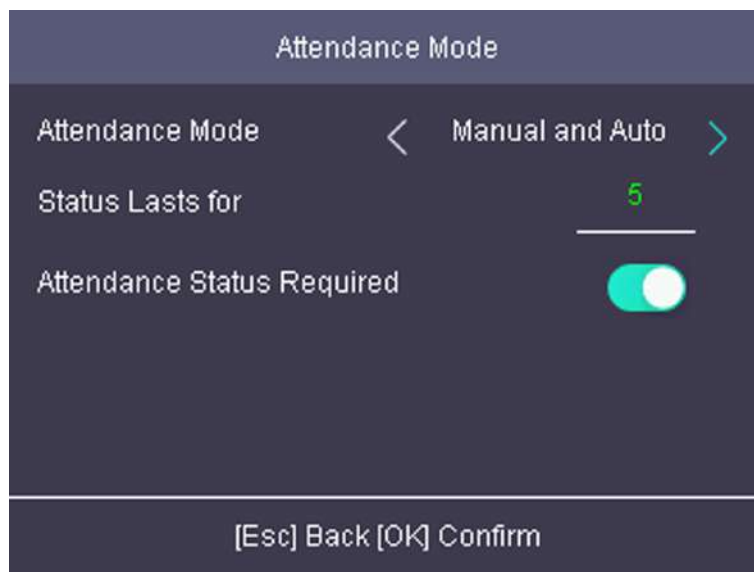 Attendance Mode
Attendance Mode < Manual and Auto >
Status Lasts for 5
Attendance Status Required
[Esc] Back [OK] Confirm